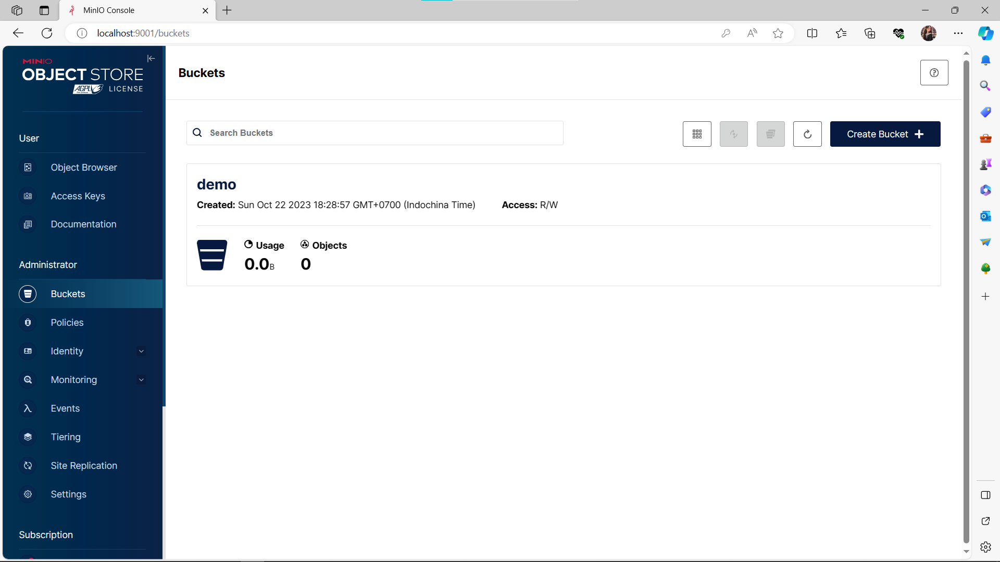 MinIO Console
localhost:9001/buckets
MINIO
OBJECT STORE
AGPLv3 LICENSE
User
Object Browser
Access Keys
Documentation
Administrator
Buckets
Policies
Identity
Monitoring
Events
Tiering
Site Replication
Settings
Subscription
Buckets
Search Buckets
Create Bucket
demo
Created: Sun Oct 22 2023 18:28:57 GMT+0700 (Indochina Time) Access: R/W
Usage Objects
0.0B 0